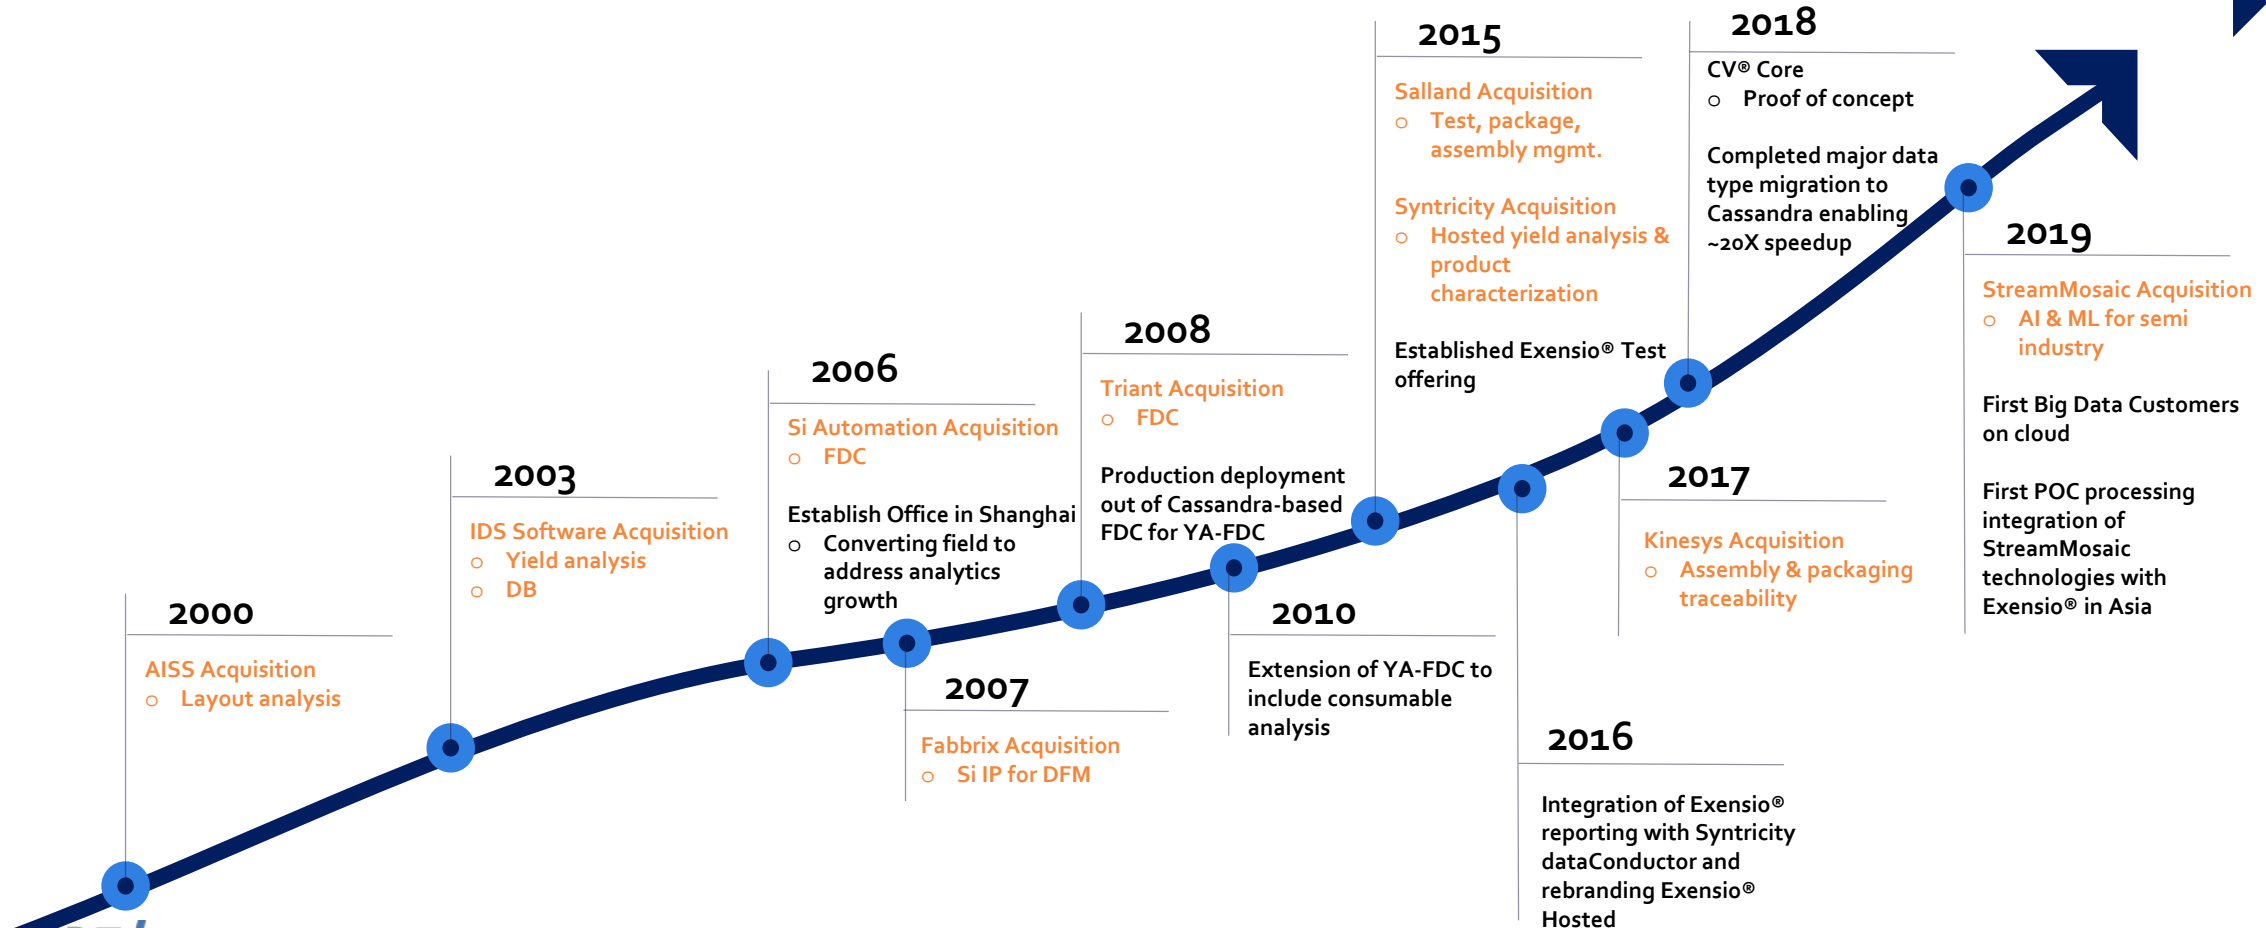 2000
AISS Acquisition
o Layout analysis
2003
IDS Software Acquisition
o Yield analysis
o DB
2006
Si Automation Acquisition
o FDC
Establish Office in Shanghai
o Converting field to
address analytics
growth
2007
Fabbrix Acquisition
o Si IP for DFM
2008
Triant Acquisition
o FDC
Production deployment
out of Cassandra-based
FDC for YA-FDC
2010
Extension of YA-FDC to
include consumable
analysis
2015
Salland Acquisition
o Test, package,
assembly mgmt.
Syntricity Acquisition
o Hosted yield analysis &
product
characterization
Established Exensio® Test
offering
2016
Integration of Exensio®
reporting with Syntricity
dataConductor and
rebranding Exensio®
Hosted
2017
Kinesys Acquisition
o Assembly & packaging
traceability
2018
CV® Core
o Proof of concept
Completed major data
type migration to
Cassandra enabling
~20X speedup
2019
StreamMosaic Acquisition
o AI & ML for semi
industry
First Big Data Customers
on cloud
First POC processing
integration of
StreamMosaic
technologies with
Exensio® in Asia